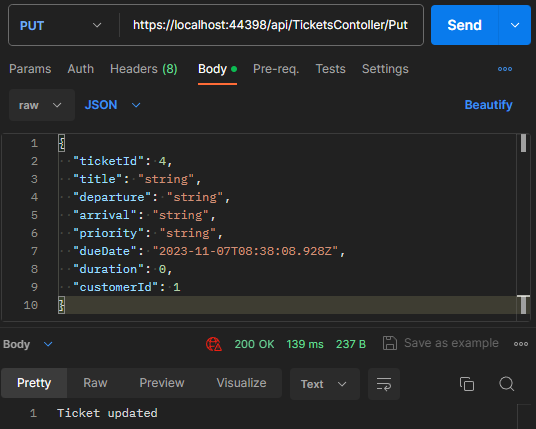 PUT https://localhost:44398/api/TicketsContoller/Put Send
Params Auth Headers (8) Body Pre-req. Tests Settings
raw JSON Beautify
1 {
2 "ticketId": 4,
3 "title": "string",
4 "departure": "string",
5 "arrival": "string",
6 "priority": "string",
7 "dueDate": "2023-11-07T08:38:08.928Z",
8 "duration": 0,
9 "customerId": 1
10 }
Body 200 OK 139 ms 237 B Save as example
Pretty Raw Preview Visualize Text
1 Ticket updated